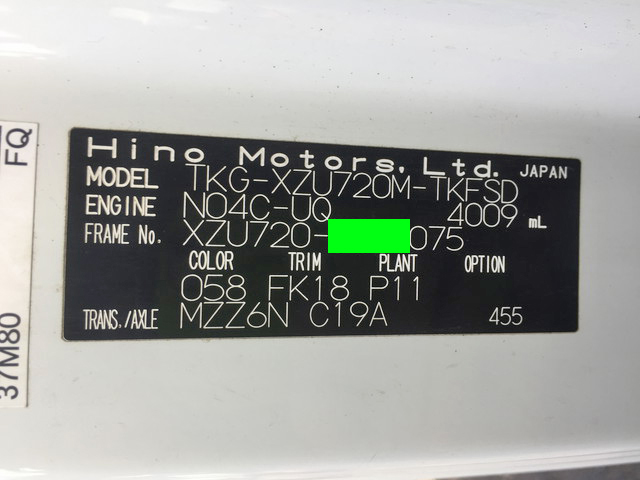 Hino Motors, Ltd. JAPAN
MODEL TKG-XZU720M-TKFSD
ENGINE N04C-UQ 4009 mL
FRAME No. XZU720- 075
COLOR TRIM PLANT OPTION
058 FK18 P11
TRANS./AXLE MZZ6N C19A 455
37M80 FQ